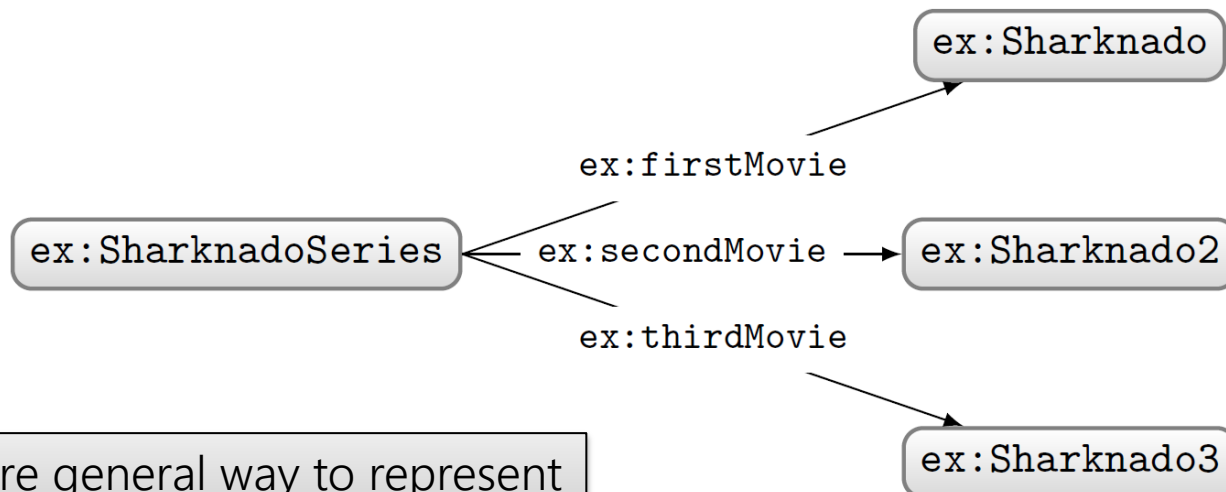 ex:Sharknado
ex:firstMovie
ex:SharknadoSeries
ex:secondMovie
ex:Sharknado2
ex:thirdMovie
ex:Sharknado3
re general way to represent